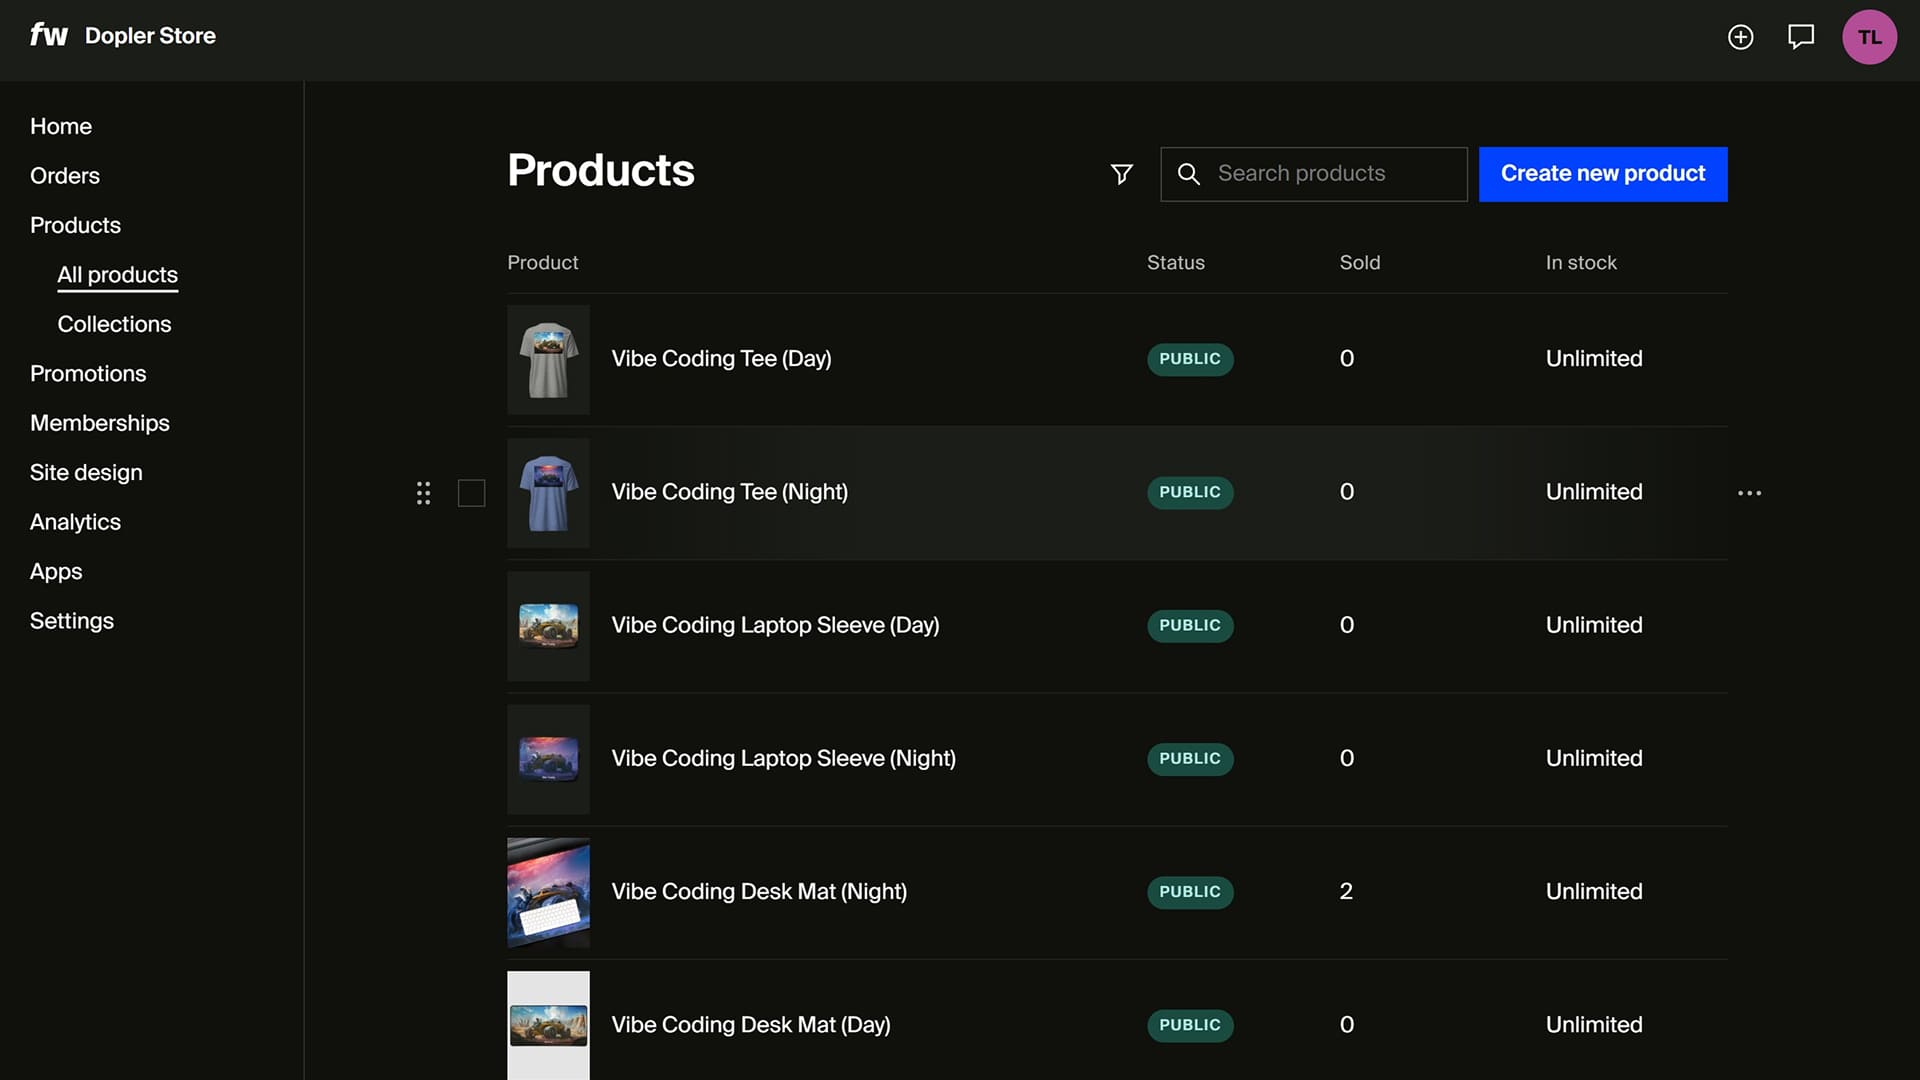 fw Dopler Store
TL
Home
Orders
Products
All products
Collections
Promotions
Memberships
Site design
Analytics
Apps
Settings
Products
Search products
Create new product
Product Status Sold In stock
Vibe Coding Tee (Day) PUBLIC 0 Unlimited
Vibe Coding Tee (Night) PUBLIC 0 Unlimited
Vibe Coding Laptop Sleeve (Day) PUBLIC 0 Unlimited
Vibe Coding Laptop Sleeve (Night) PUBLIC 0 Unlimited
Vibe Coding Desk Mat (Night) PUBLIC 2 Unlimited
Vibe Coding Desk Mat (Day) PUBLIC 0 Unlimited